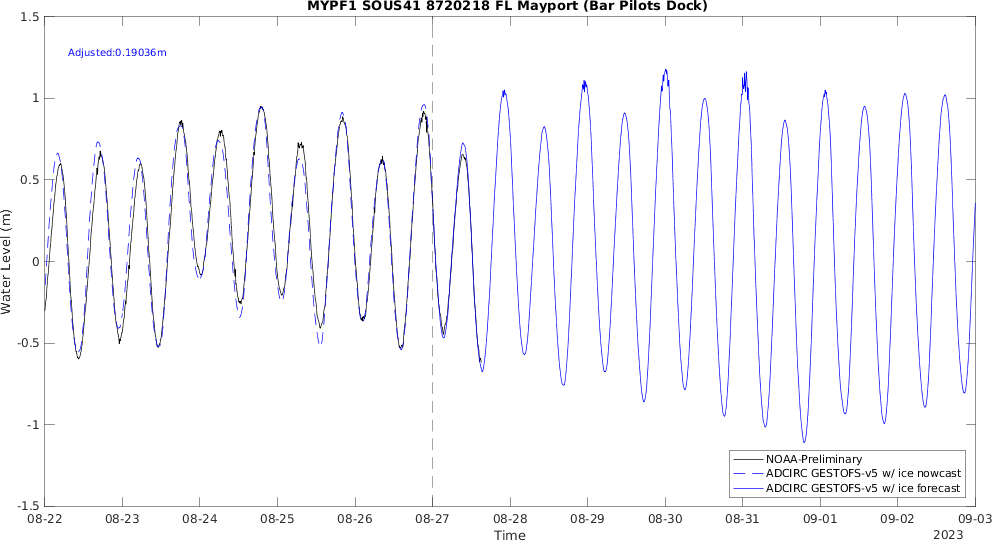 MYPF1 SOUS41 8720218 FL Mayport (Bar Pilots Dock)
Adjusted:0.19036m
1.5
1
0.5
0
-0.5
-1
-1.5
Water Level (m)
NOAA-Preliminary
ADCIRC GESTOFS-v5 w/ ice nowcast
ADCIRC GESTOFS-v5 w/ ice forecast
08-22 08-23 08-24 08-25 08-26 08-27 08-28 08-29 08-30 08-31 09-01 09-02 09-03
Time
2023